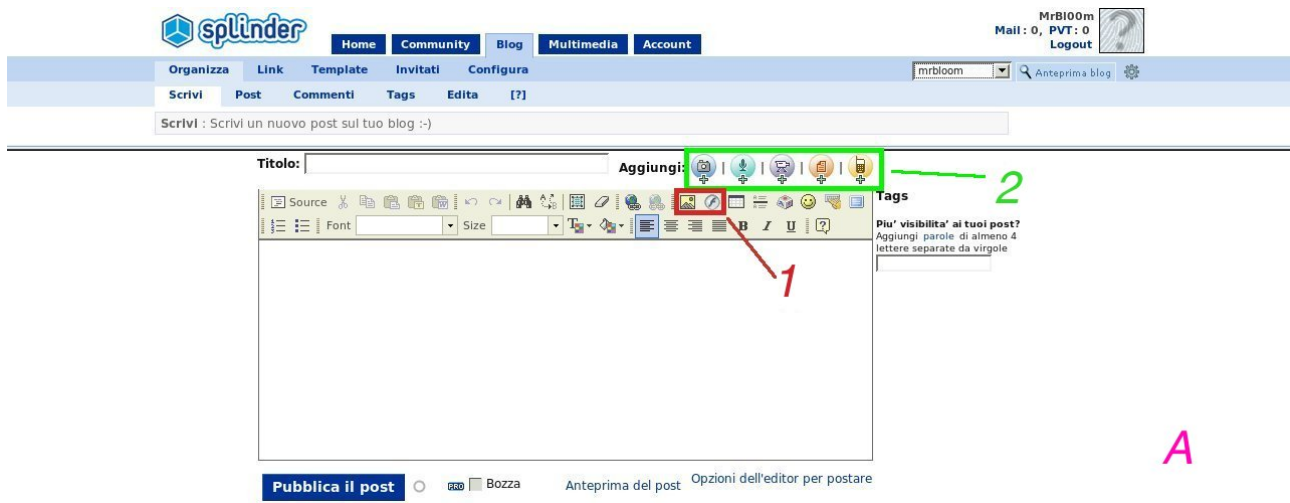 splinder
Home Community Blog Multimedia Account
MrBl00m
Mail : 0, PVT : 0
Logout
Organizza Link Template Invitati Configura
mrbloom Anteprima blog
Scrivi Post Commenti Tags Edita [?]
Scrivi : Scrivi un nuovo post sul tuo blog :-)
Titolo: Aggiungi: | | | |
2
Source
Font Size B I U
Tags
Piu' visibilita' ai tuoi post?
Aggiungi parole di almeno 4
lettere separate da virgole
1
A
Pubblica il post PRO Bozza Anteprima del post Opzioni dell'editor per postare